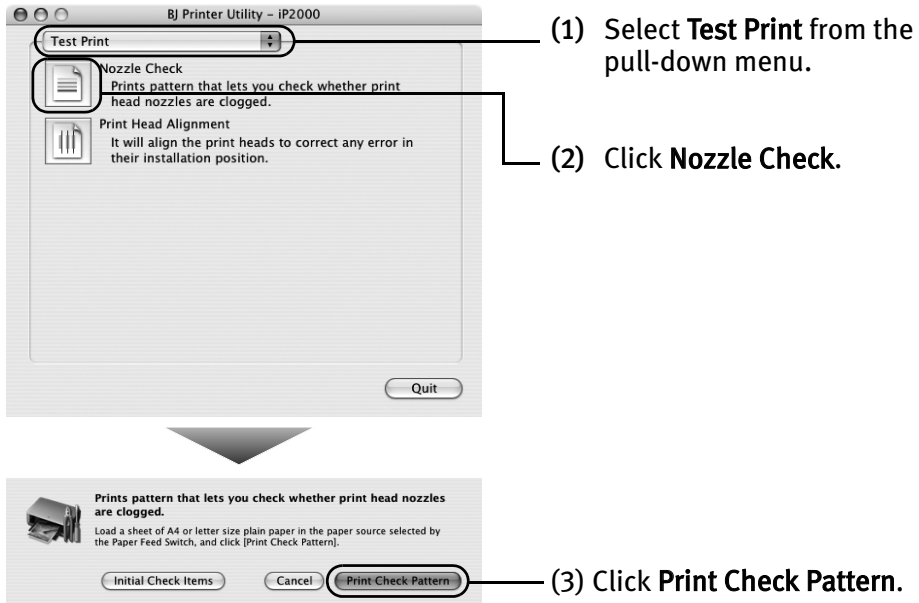 BJ Printer Utility – iP2000
Test Print
(1) Select Test Print from the
pull-down menu.
Nozzle Check
Prints pattern that lets you check whether print
head nozzles are clogged.
Print Head Alignment
It will align the print heads to correct any error in
their installation position.
(2) Click Nozzle Check.
Quit
Prints pattern that lets you check whether print head nozzles
are clogged.
Load a sheet of A4 or letter size plain paper in the paper source selected by
the Paper Feed Switch, and click [Print Check Pattern].
Initial Check Items
Cancel
Print Check Pattern
(3) Click Print Check Pattern.